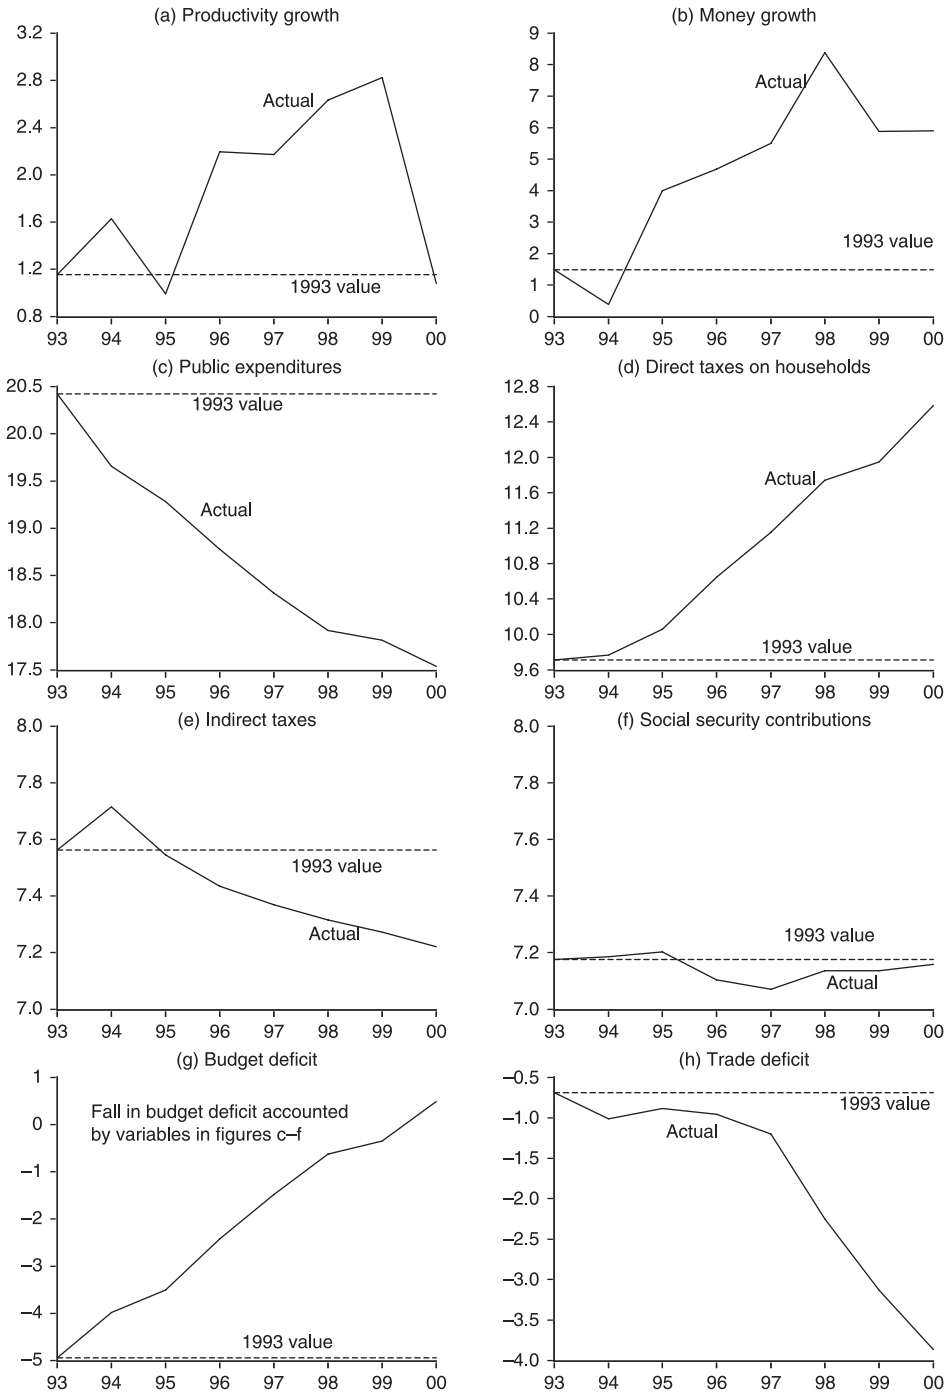 (a) Productivity growth
3.2
2.8
2.4
2.0
1.6
1.2
0.8
Actual
1993 value
93 94 95 96 97 98 99 00
(b) Money growth
9
8
7
6
5
4
3
2
1
0
Actual
1993 value
93 94 95 96 97 98 99 00
(c) Public expenditures
20.5
20.0
19.5
19.0
18.5
18.0
17.5
1993 value
Actual
93 94 95 96 97 98 99 00
(d) Direct taxes on households
12.8
12.4
12.0
11.6
11.2
10.8
10.4
10.0
9.6
Actual
1993 value
93 94 95 96 97 98 99 00
(e) Indirect taxes
8.0
7.8
7.6
7.4
7.2
7.0
1993 value
Actual
93 94 95 96 97 98 99 00
(f) Social security contributions
8.0
7.8
7.6
7.4
7.2
7.0
1993 value
Actual
93 94 95 96 97 98 99 00
(g) Budget deficit
1
0
–1
–2
–3
–4
–5
Fall in budget deficit accounted
by variables in figures c–f
1993 value
93 94 95 96 97 98 99 00
(h) Trade deficit
–0.5
–1.0
–1.5
–2.0
–2.5
–3.0
–3.5
–4.0
1993 value
Actual
93 94 95 96 97 98 99 00